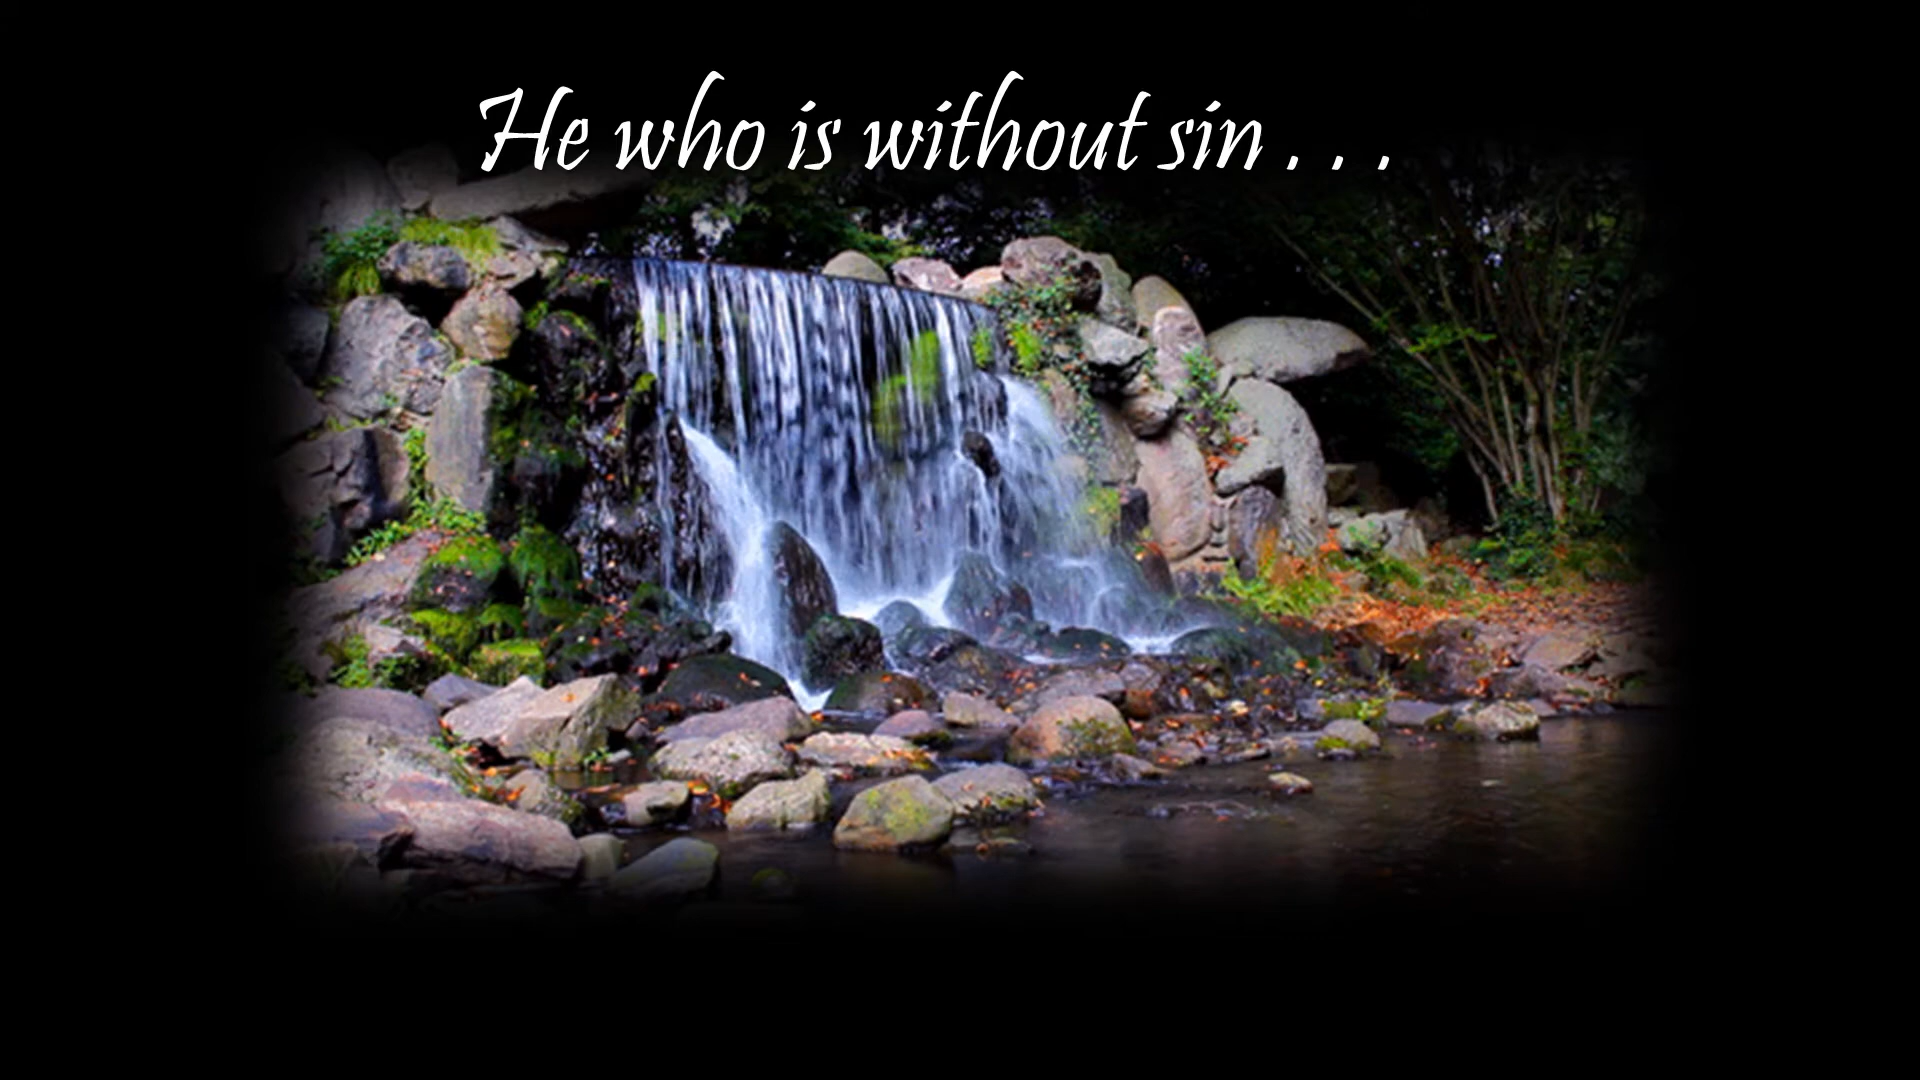 He who is without sin . . .